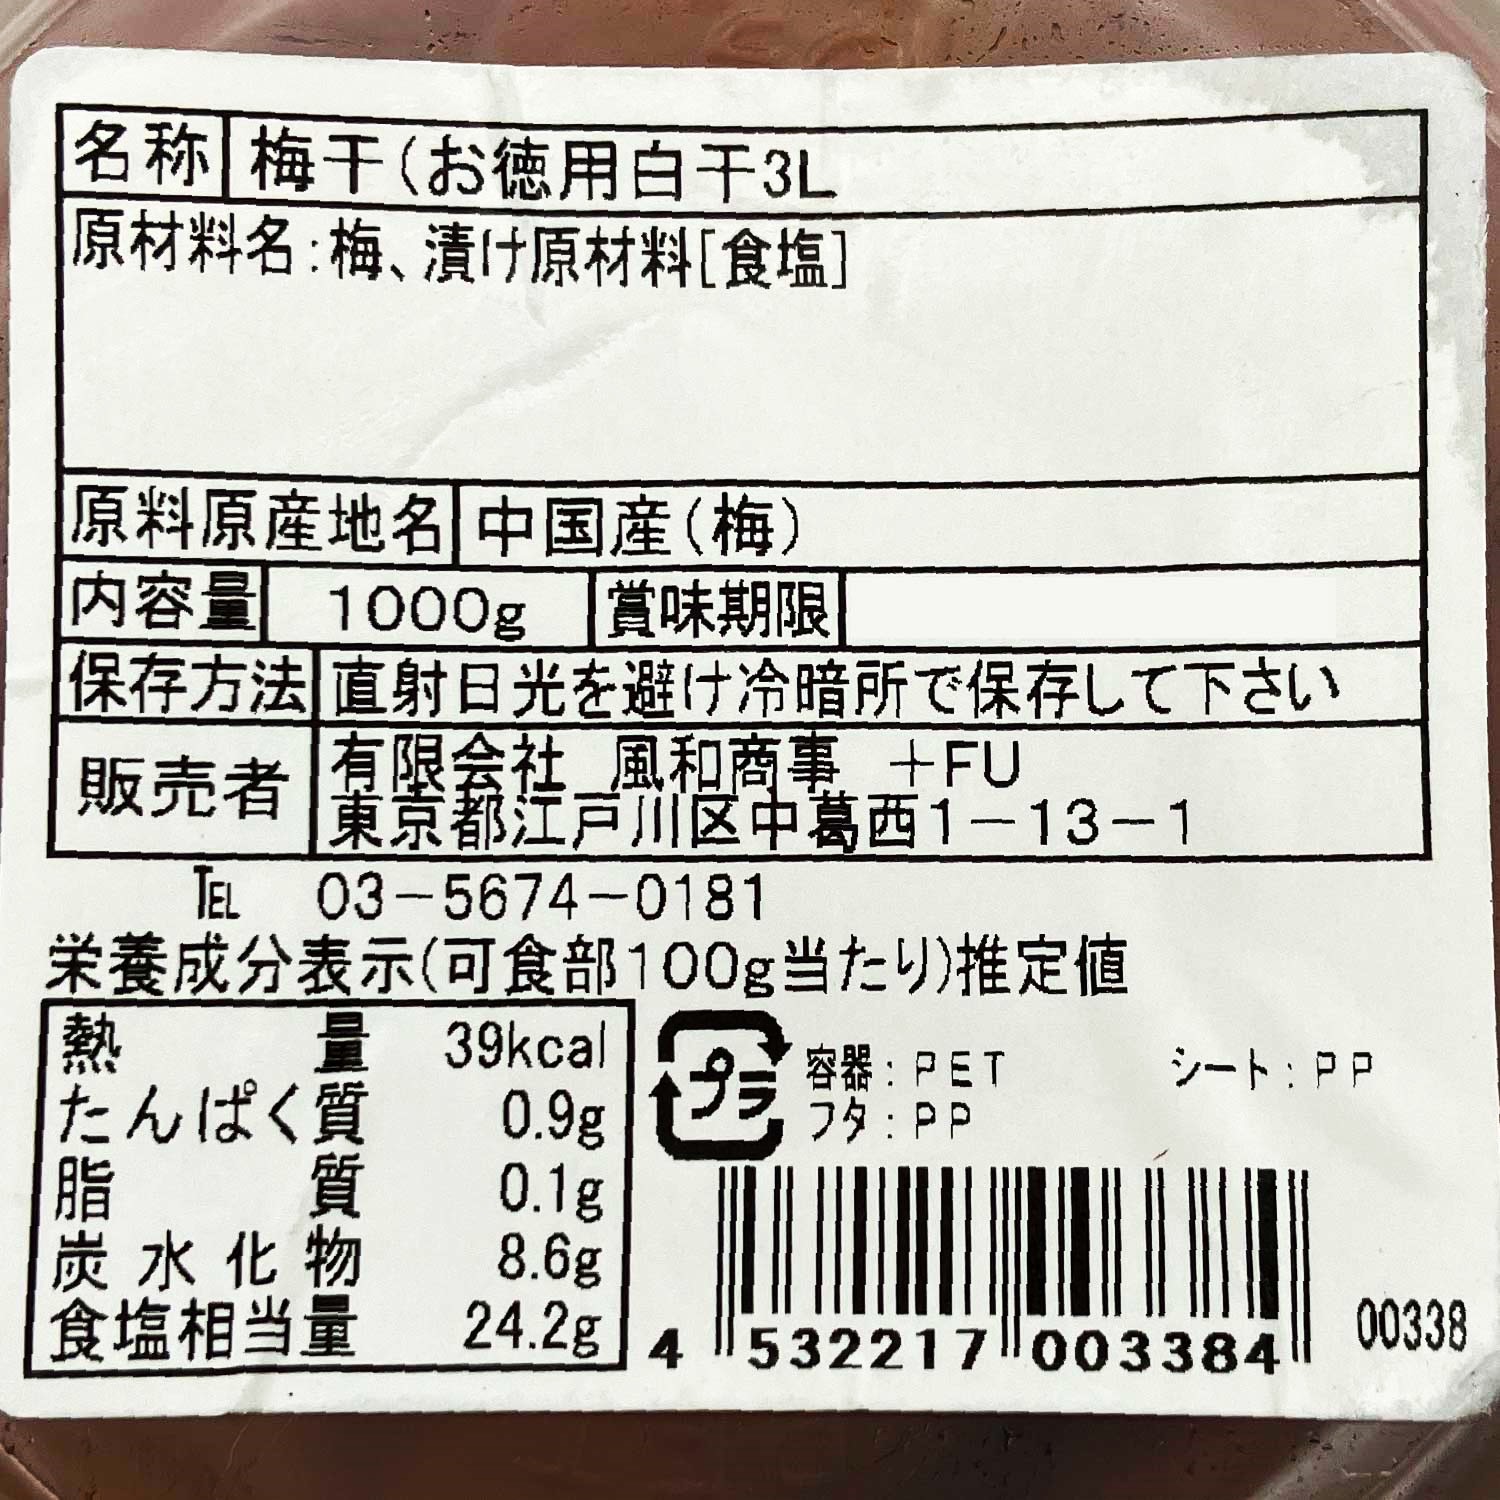 名称 梅干(お徳用白干3L
原材料名:梅、漬け原材料[食塩]
原料原産地名 中国産(梅)
内容量 1000g 賞味期限
保存方法 直射日光を避け冷暗所で保存して下さい
販売者 有限会社 風和商事 +FU
東京都江戸川区中葛西1-13-1
TEL 03-5674-0181
栄養成分表示(可食部100g当たり)推定値
熱量 39kcal
たんぱく質 0.9g
脂質 0.1g
炭水化物 8.6g
食塩相当量 24.2g
プラ
容器:PET シート:PP
フタ:PP
4 532217 003384
00338